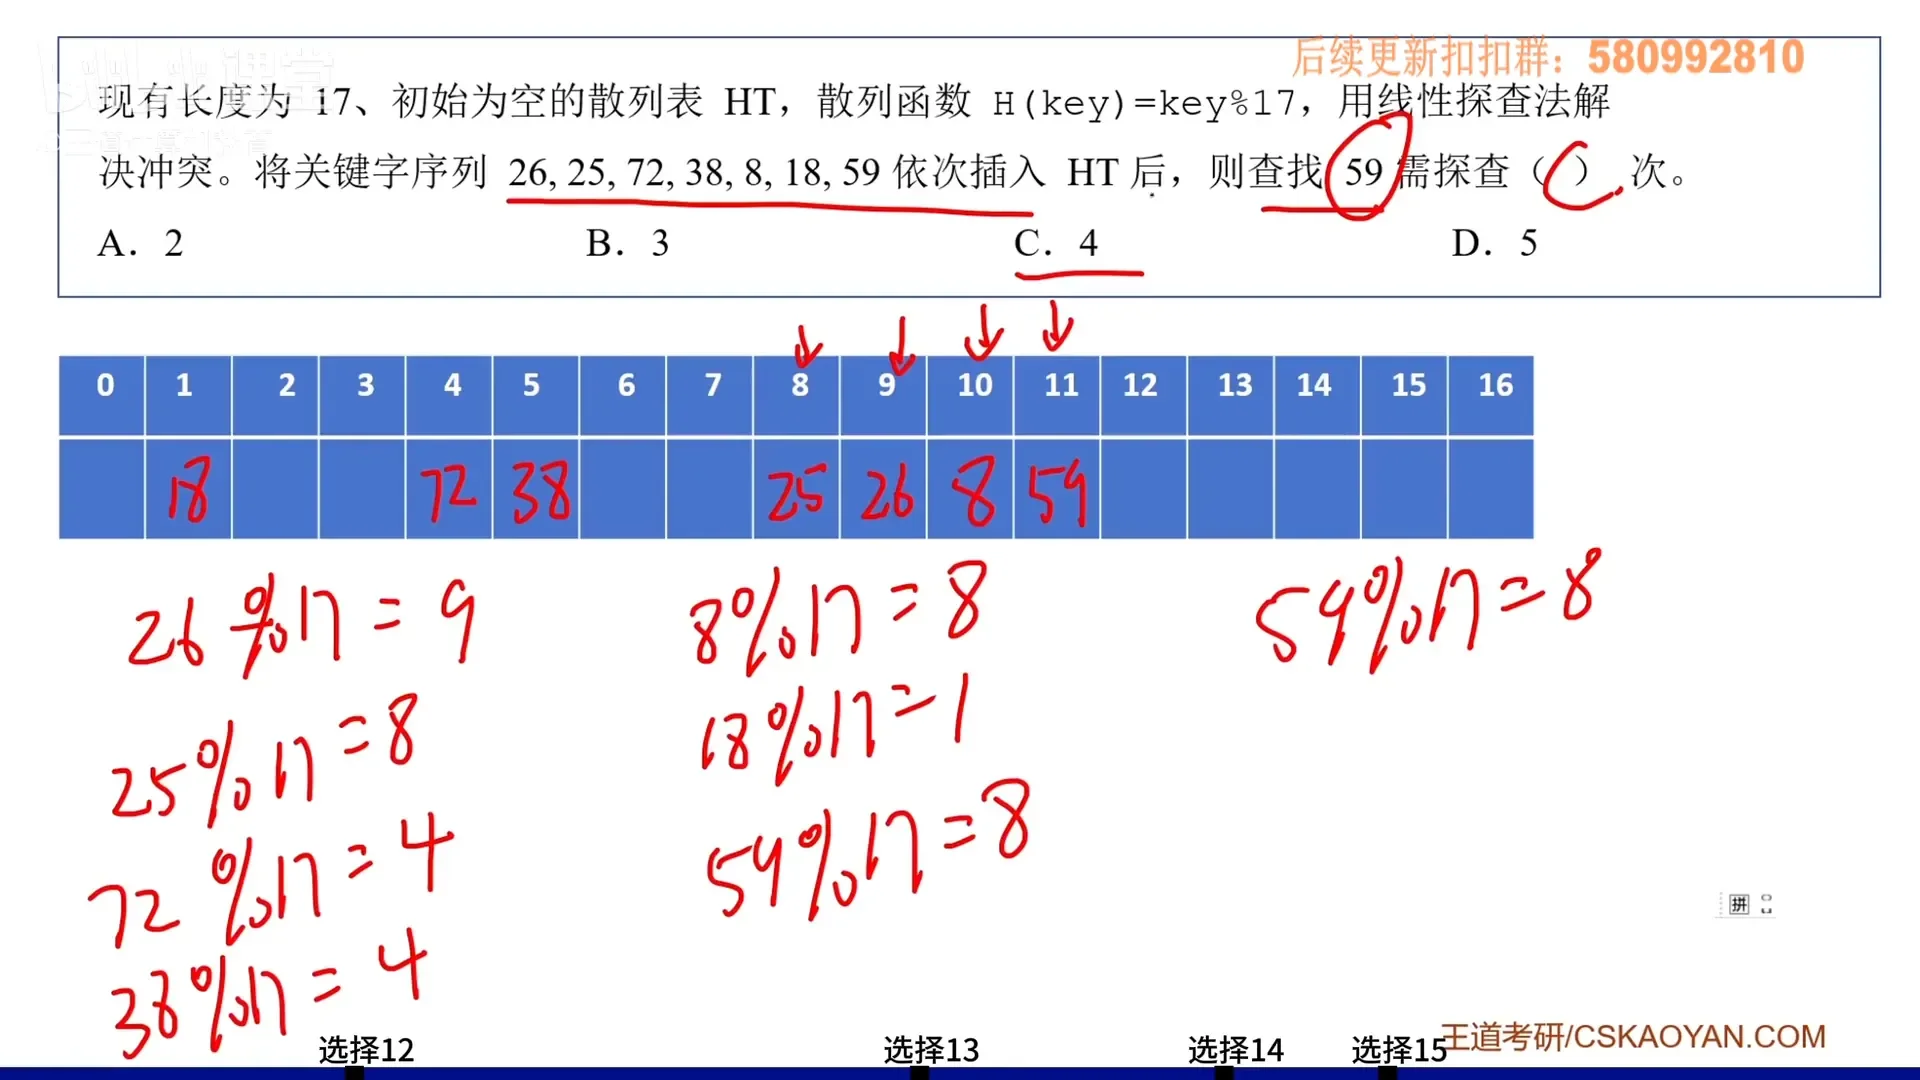 后续更新扣扣群：580992810
现有长度为 17、初始为空的散列表 HT，散列函数 H(key)=key%17，用线性探查法解
决冲突。将关键字序列 26, 25, 72, 38, 8, 18, 59 依次插入 HT 后，则查找 59 需探查（ ）次。
A. 2 B. 3 C. 4 D. 5
0 1 2 3 4 5 6 7 8 9 10 11 12 13 14 15 16
18 72 38 25 26 8 59
26%17=9 8%17=8 59%17=8
25%17=8 18%17=1
72%17=4 59%17=8
38%17=4
拼
王道考研/CSKAOYAN.COM
选择12 选择13 选择14 选择15